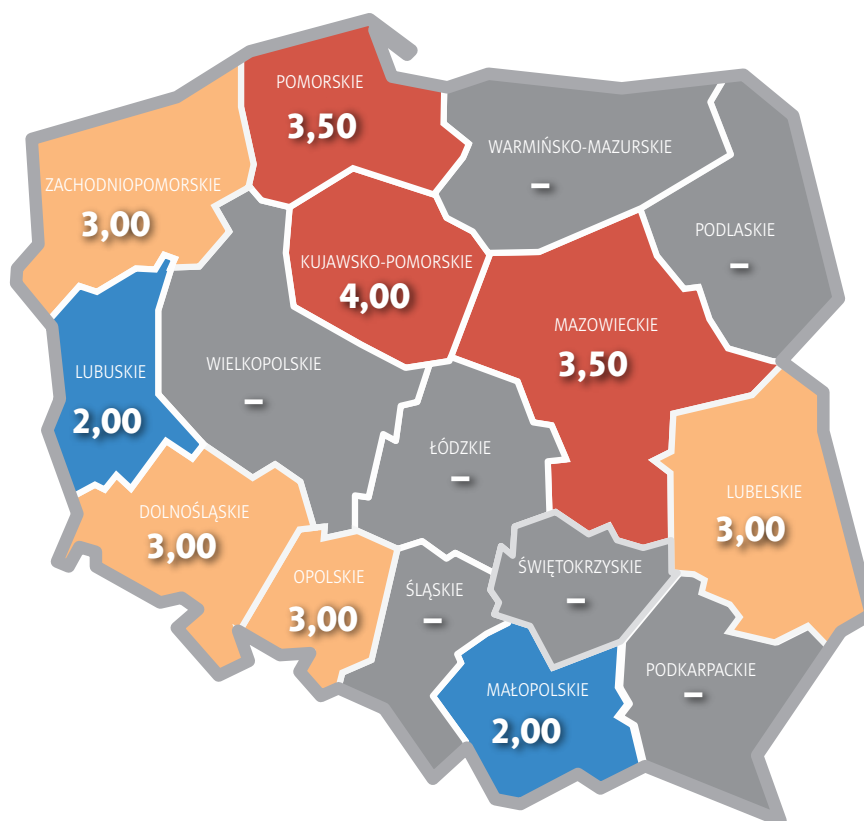 POMORSKIE
3,50
WARMIŃSKO-MAZURSKIE
–
ZACHODNIOPOMORSKIE
3,00
PODLASKIE
–
KUJAWSKO-POMORSKIE
4,00
MAZOWIECKIE
3,50
WIELKOPOLSKIE
–
LUBUSKIE
2,00
ŁÓDZKIE
–
LUBELSKIE
3,00
DOLNOŚLĄSKIE
3,00
OPOLSKIE
3,00
ŚLĄSKIE
–
ŚWIĘTOKRZYSKIE
–
MAŁOPOLSKIE
2,00
PODKARPACKIE
–